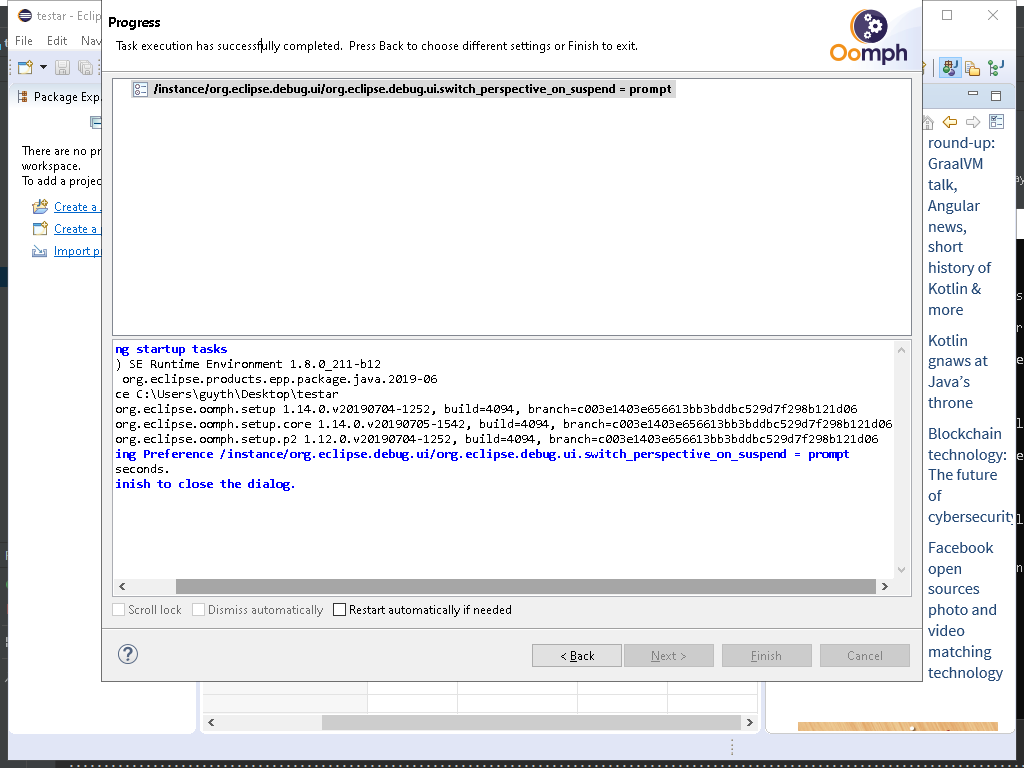 testar - Eclip
File Edit Nav
Package Exp
There are no pr
workspace.
To add a projec
Create a
Create a
Import p
Progress
Task execution has successfully completed. Press Back to choose different settings or Finish to exit.
Oomph
/instance/org.eclipse.debug.ui/org.eclipse.debug.ui.switch_perspective_on_suspend = prompt
ng startup tasks
) SE Runtime Environment 1.8.0_211-b12
org.eclipse.products.epp.package.java.2019-06
ce C:\Users\guyth\Desktop\testar
org.eclipse.oomph.setup 1.14.0.v20190704-1252, build=4094, branch=c003e1403e656613bb3bddbc529d7f298b121d06
org.eclipse.oomph.setup.core 1.14.0.v20190705-1542, build=4094, branch=c003e1403e656613bb3bddbc529d7f298b121d06
org.eclipse.oomph.setup.p2 1.12.0.v20190704-1252, build=4094, branch=c003e1403e656613bb3bddbc529d7f298b121d06
ing Preference /instance/org.eclipse.debug.ui/org.eclipse.debug.ui.switch_perspective_on_suspend = prompt
seconds.
inish to close the dialog.
Scroll lock Dismiss automatically Restart automatically if needed
? < Back Next > Finish Cancel
round-up:
GraalVM
talk,
Angular
news,
short
history of
Kotlin &
more
Kotlin
gnaws at
Java's
throne
Blockchain
technology:
The future
of
cybersecurity
Facebook
open
sources
photo and
video
matching
technology